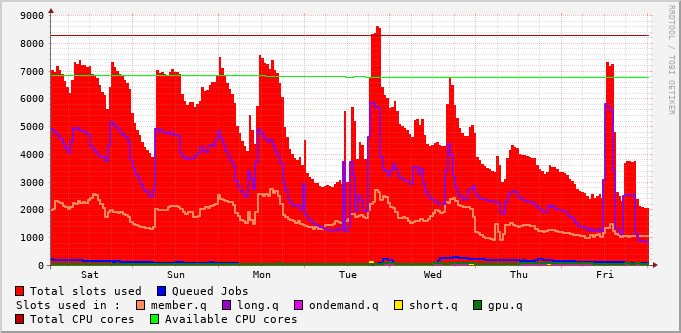 9000
8000
7000
6000
5000
4000
3000
2000
1000
0
Sat Sun Mon Tue Wed Thu Fri
RRDTOOL / TOBI OETIKER
Total slots used Queued Jobs
Slots used in : member.q long.q ondemand.q short.q gpu.q
Total CPU cores Available CPU cores